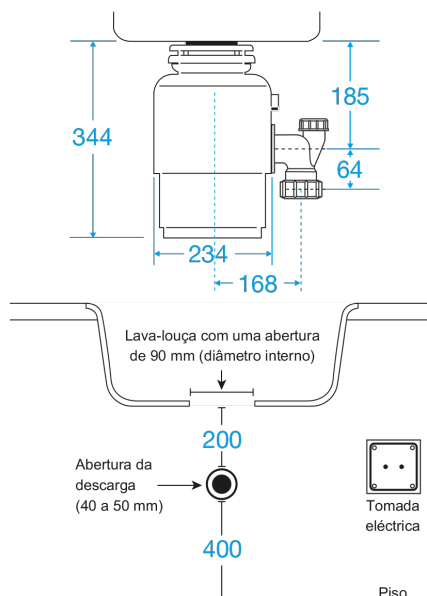 344
185
64
234
168
Lava-louça com uma abertura
de 90 mm (diâmetro interno)
200
Abertura da
descarga
(40 a 50 mm)
Tomada
eléctrica
400
Piso